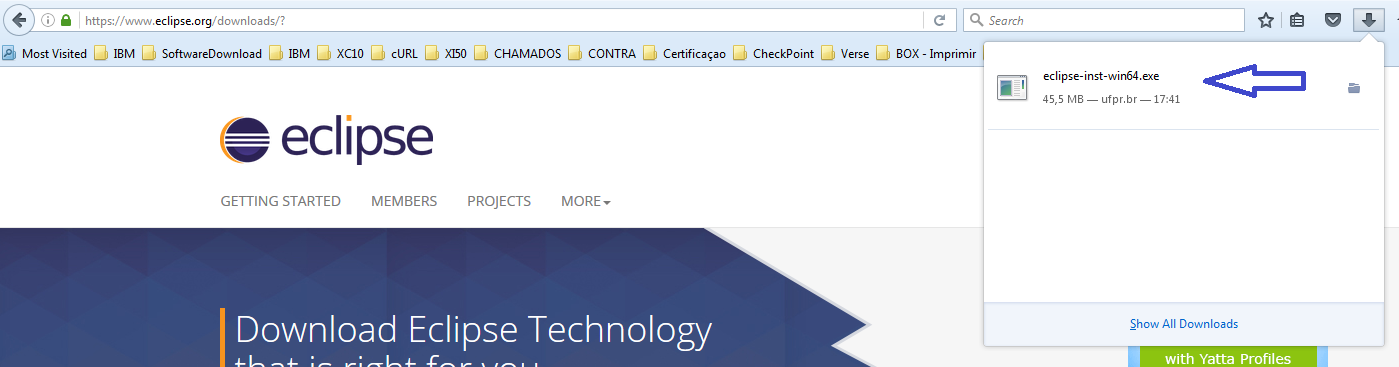 https://www.eclipse.org/downloads/?
Search
Most Visited IBM SoftwareDownload IBM XC10 cURL XI50 CHAMADOS CONTRA Certificaçao CheckPoint Verse BOX - Imprimir
eclipse-inst-win64.exe
45,5 MB — ufpr.br — 17:41
eclipse
GETTING STARTED MEMBERS PROJECTS MORE
Download Eclipse Technology
that is right for you
Show All Downloads
with Yatta Profiles